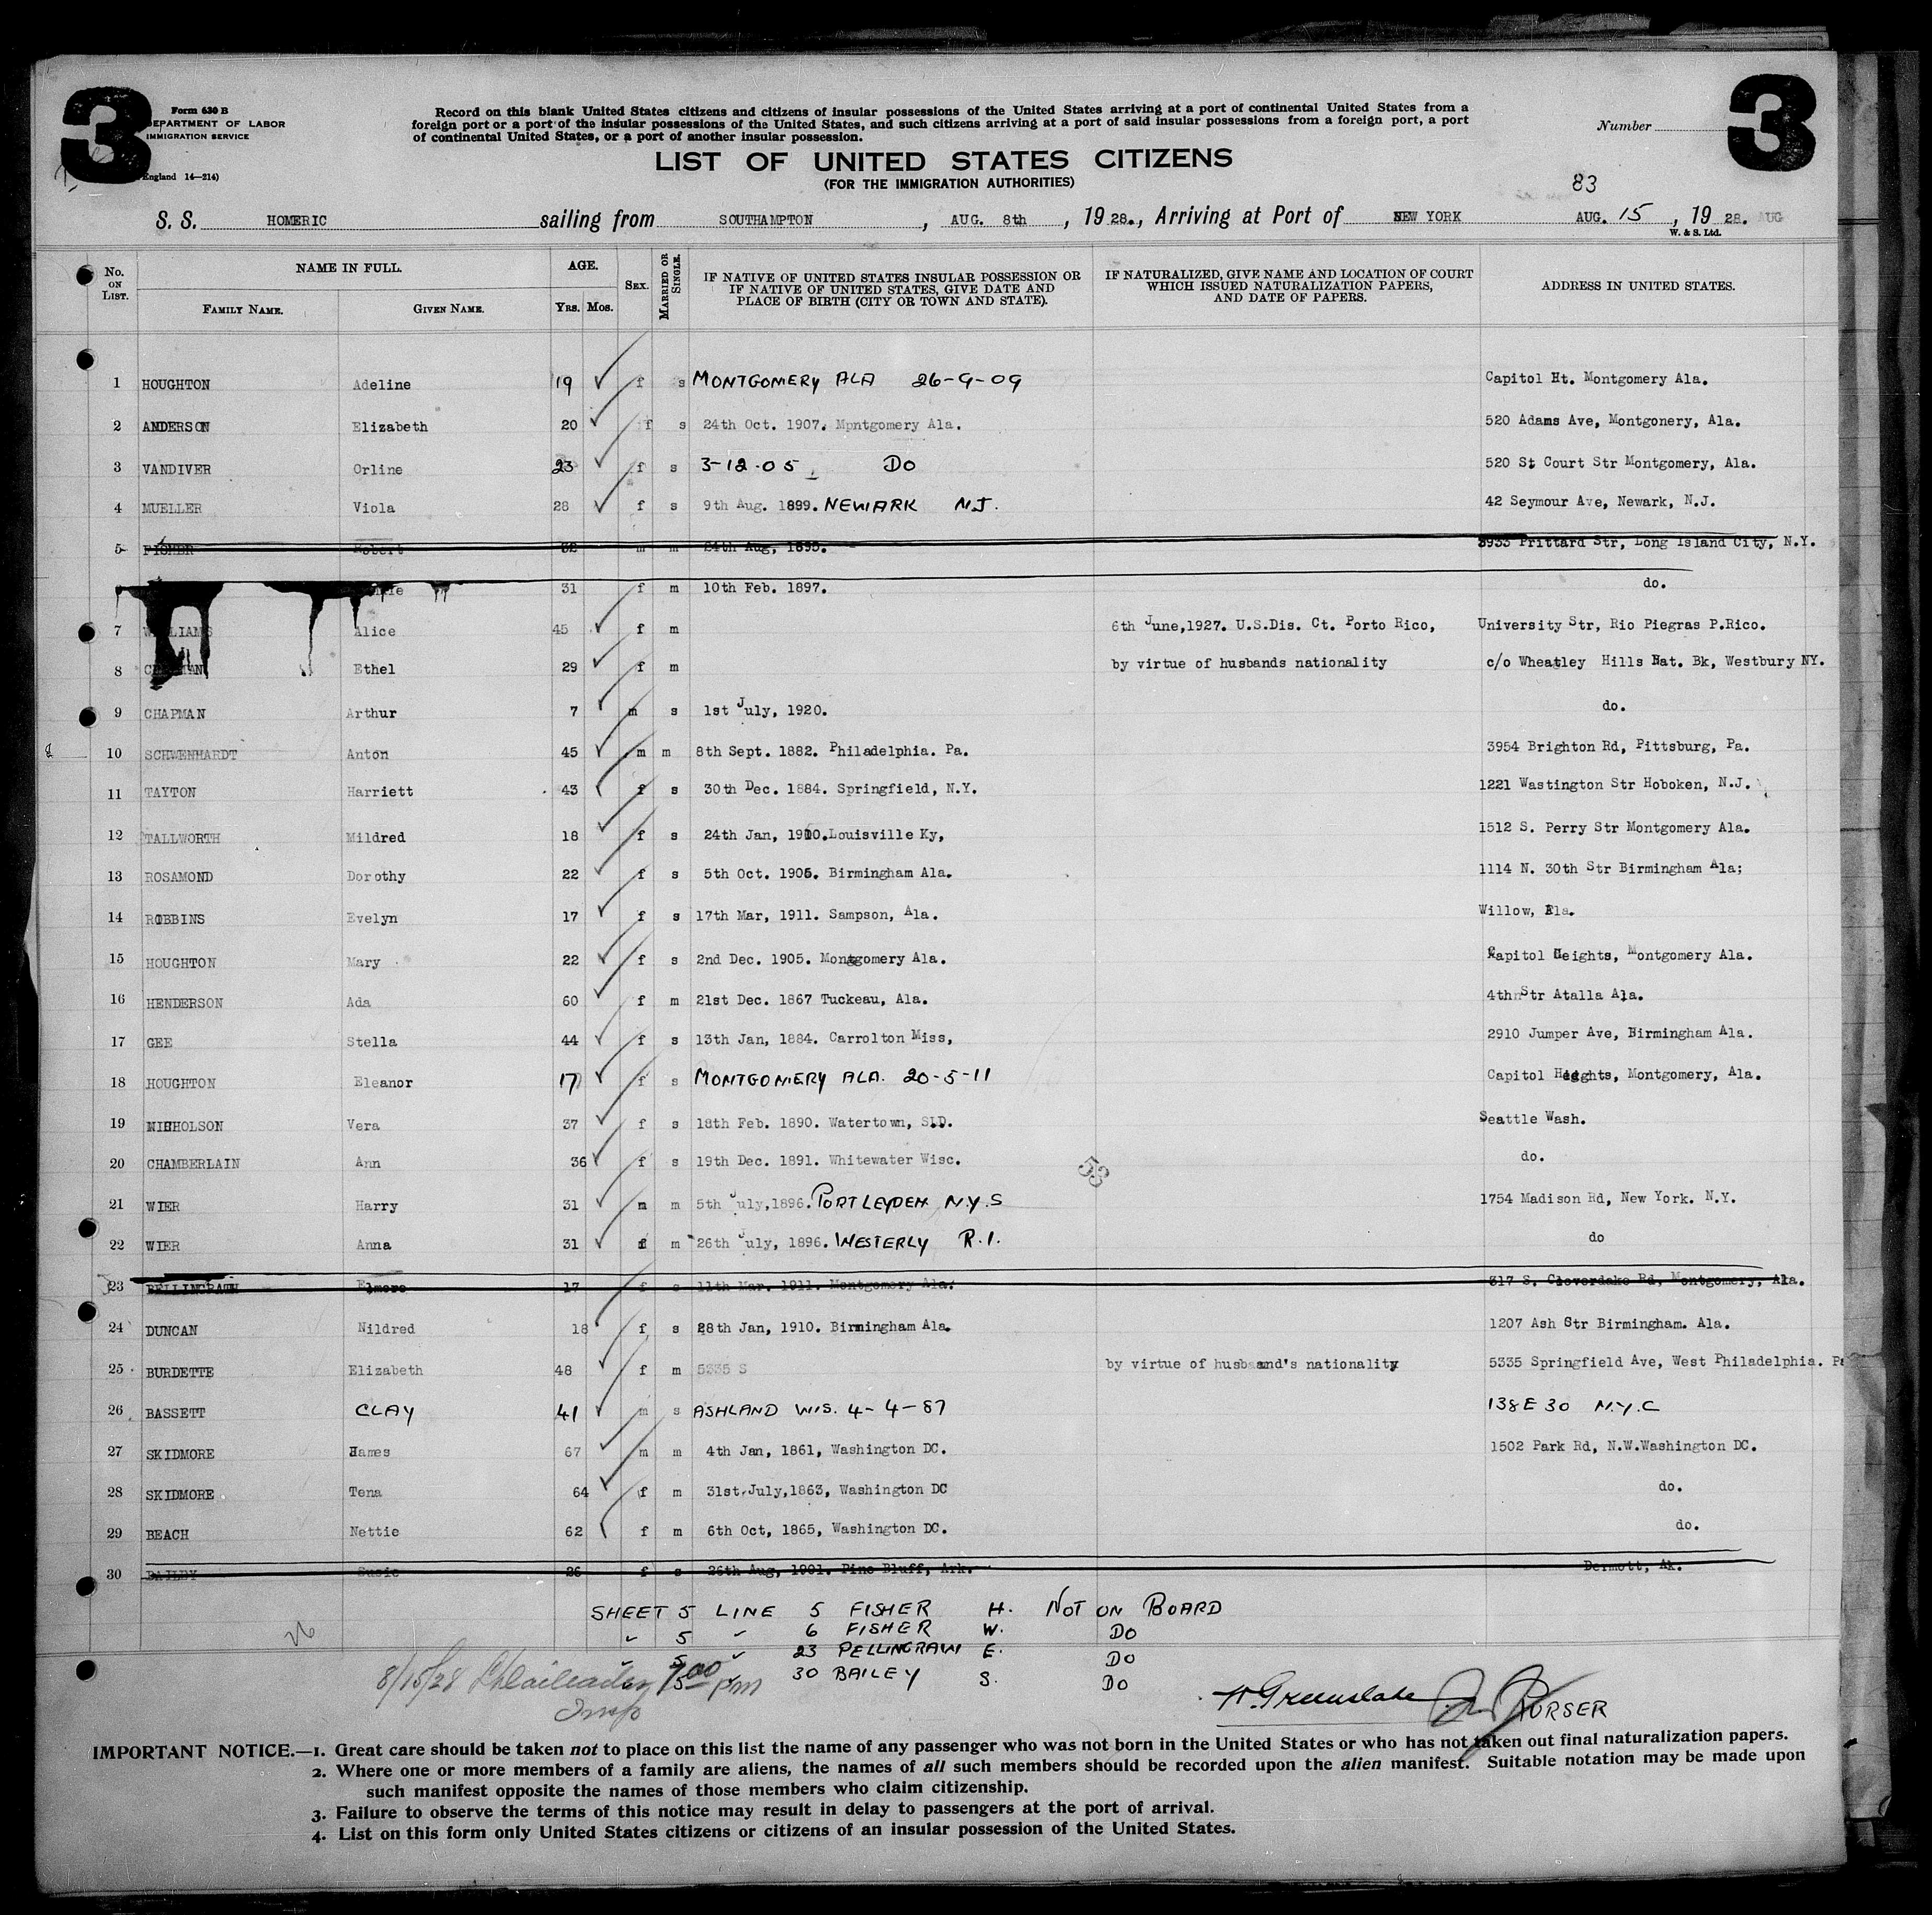 3
3
Form 630 B
DEPARTMENT OF LABOR
IMMIGRATION SERVICE
England 14—214)
Record on this blank United States citizens and citizens of insular possessions of the United States arriving at a port of continental United States from a
foreign port or a port of the insular possessions of the United States, and such citizens arriving at a port of said insular possessions from a foreign port, a port
of continental United States, or a port of another insular possession.
Number
LIST OF UNITED STATES CITIZENS
(FOR THE IMMIGRATION AUTHORITIES)
83
S. S. HOMERIC sailing from SOUTHAMPTON, AUG. 8th, 1928., Arriving at Port of NEW YORK AUG. 15, 1928. AUG
W. & S. Ltd.
No. ON LIST. NAME IN FULL. FAMILY NAME. GIVEN NAME. AGE. YRS. MOS. SEX. MARRIED OR SINGLE. IF NATIVE OF UNITED STATES INSULAR POSSESSION OR IF NATIVE OF UNITED STATES, GIVE DATE AND PLACE OF BIRTH (CITY OR TOWN AND STATE). IF NATURALIZED, GIVE NAME AND LOCATION OF COURT WHICH ISSUED NATURALIZATION PAPERS, AND DATE OF PAPERS. ADDRESS IN UNITED STATES.
1 HOUGHTON Adeline 19 f s MONTGOMERY ALA 26-9-09 Capitol Ht. Montgomery Ala.
2 ANDERSON Elizabeth 20 f s 24th Oct. 1907. Mpntgomery Ala. 520 Adams Ave, Montgonery, Ala.
3 VANDIVER Orline 23 f s 3-12-05 DO 520 St Court Str Montgomery, Ala.
4 MUELLER Viola 28 f s 9th Aug. 1899. NEWARK N.J. 42 Seymour Ave, Newark, N.J.
5 FISHER Robert 32 m m 24th Aug, 1895. 3933 Prittard Str, Long Island City, N.Y.
31 f m 10th Feb. 1897. do.
7 WILLIAMS Alice 45 f m 6th June,1927. U.S.Dis. Ct. Porto Rico, University Str, Rio Piegras P.Rico.
8 CHAPMAN Ethel 29 f m by virtue of husbands nationality c/o Wheatley Hills Nat. Bk, Westbury NY.
9 CHAPMAN Arthur 7 m s 1st July, 1920. do.
10 SCHWENHARDT Anton 45 m m 8th Sept. 1882. Philadelphia. Pa. 3954 Brighton Rd, Pittsburg, Pa.
11 TAYTON Harriett 43 f s 30th Dec. 1884. Springfield, N.Y. 1221 Wastington Str Hoboken, N.J.
12 TALLWORTH Mildred 18 f s 24th Jan, 1910. Louisville Ky, 1512 S. Perry Str Montgomery Ala.
13 ROSAMOND Dorothy 22 f s 5th Oct. 1905. Birmingham Ala. 1114 N. 30th Str Birmingham Ala;
14 ROBBINS Evelyn 17 f s 17th Mar, 1911. Sampson, Ala. Willow, Ala.
15 HOUGHTON Mary 22 f s 2nd Dec. 1905. Montgomery Ala. Capitol Heights, Montgomery Ala.
16 HENDERSON Ada 60 f m 21st Dec. 1867 Tuckeau, Ala. 4th Str Atalla Ala.
17 GEE Stella 44 f s 13th Jan, 1884. Carrolton Miss, 2910 Jumper Ave, Birmingham Ala.
18 HOUGHTON Eleanor 17 f s MONTGOMERY ALA. 20-5-11 Capitol Heights, Montgomery, Ala.
19 NICHOLSON Vera 37 f s 18th Feb. 1890. Watertown, S.D. Seattle Wash.
20 CHAMBERLAIN Ann 36 f s 19th Dec. 1891. Whitewater Wisc. do.
53
21 WIER Harry 31 m m 5th July,1896. PORT LEYDEN N.Y.S 1754 Madison Rd, New York. N.Y.
22 WIER Anna 31 f m 26th July, 1896. WESTERLY R.I. do
23 BELLINGRATH Elmore 17 f s 11th Mar. 1911. Montgomery Ala. 317 S. Cloverdake Rd, Montgomery, Ala.
24 DUNCAN Nildred 18 f s 28th Jan, 1910. Birmingham Ala. 1207 Ash Str Birmingham. Ala.
25 BURDETTE Elizabeth 48 f m 5335 S by virtue of husband's nationality 5335 Springfield Ave, West Philadelphia. Pa
26 BASSETT CLAY 41 m s ASHLAND WIS. 4-4-87 138 E 30 N.Y.C
27 SKIDMORE James 67 m m 4th Jan, 1861, Washington DC. 1502 Park Rd, N.W.Washington DC.
28 SKIDMORE Tena 64 f m 31st July,1863, Washington DC do.
29 BEACH Nettie 62 f m 6th Oct, 1865, Washington DC. do.
30 BAILEY Susie 26 f s 26th Aug, 1901. Pine Bluff, Ark. Dermott, Ak.
SHEET 5 LINE 5 FISHER H. NOT ON BOARD
" 5 " 6 FISHER W. DO
" 5 " 23 PELLINGRAW E. DO
5 30 BAILEY S. DO
8/15/28 7.00 pm
Insp
H. Greenslade PURSER
IMPORTANT NOTICE.—1. Great care should be taken not to place on this list the name of any passenger who was not born in the United States or who has not taken out final naturalization papers.
2. Where one or more members of a family are aliens, the names of all such members should be recorded upon the alien manifest. Suitable notation may be made upon
such manifest opposite the names of those members who claim citizenship.
3. Failure to observe the terms of this notice may result in delay to passengers at the port of arrival.
4. List on this form only United States citizens or citizens of an insular possession of the United States.